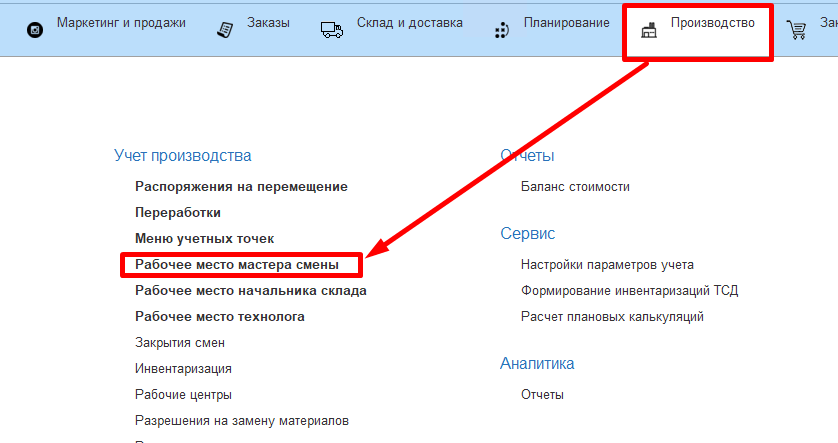 Маркетинг и продажи
Заказы
Склад и доставка
Планирование
Производство
Учет производства
Распоряжения на перемещение
Переработки
Меню учетных точек
Рабочее место мастера смены
Рабочее место начальника склада
Рабочее место технолога
Закрытия смен
Инвентаризация
Рабочие центры
Разрешения на замену материалов
Отчеты
Баланс стоимости
Сервис
Настройки параметров учета
Формирование инвентаризаций ТСД
Расчет плановых калькуляций
Аналитика
Отчеты